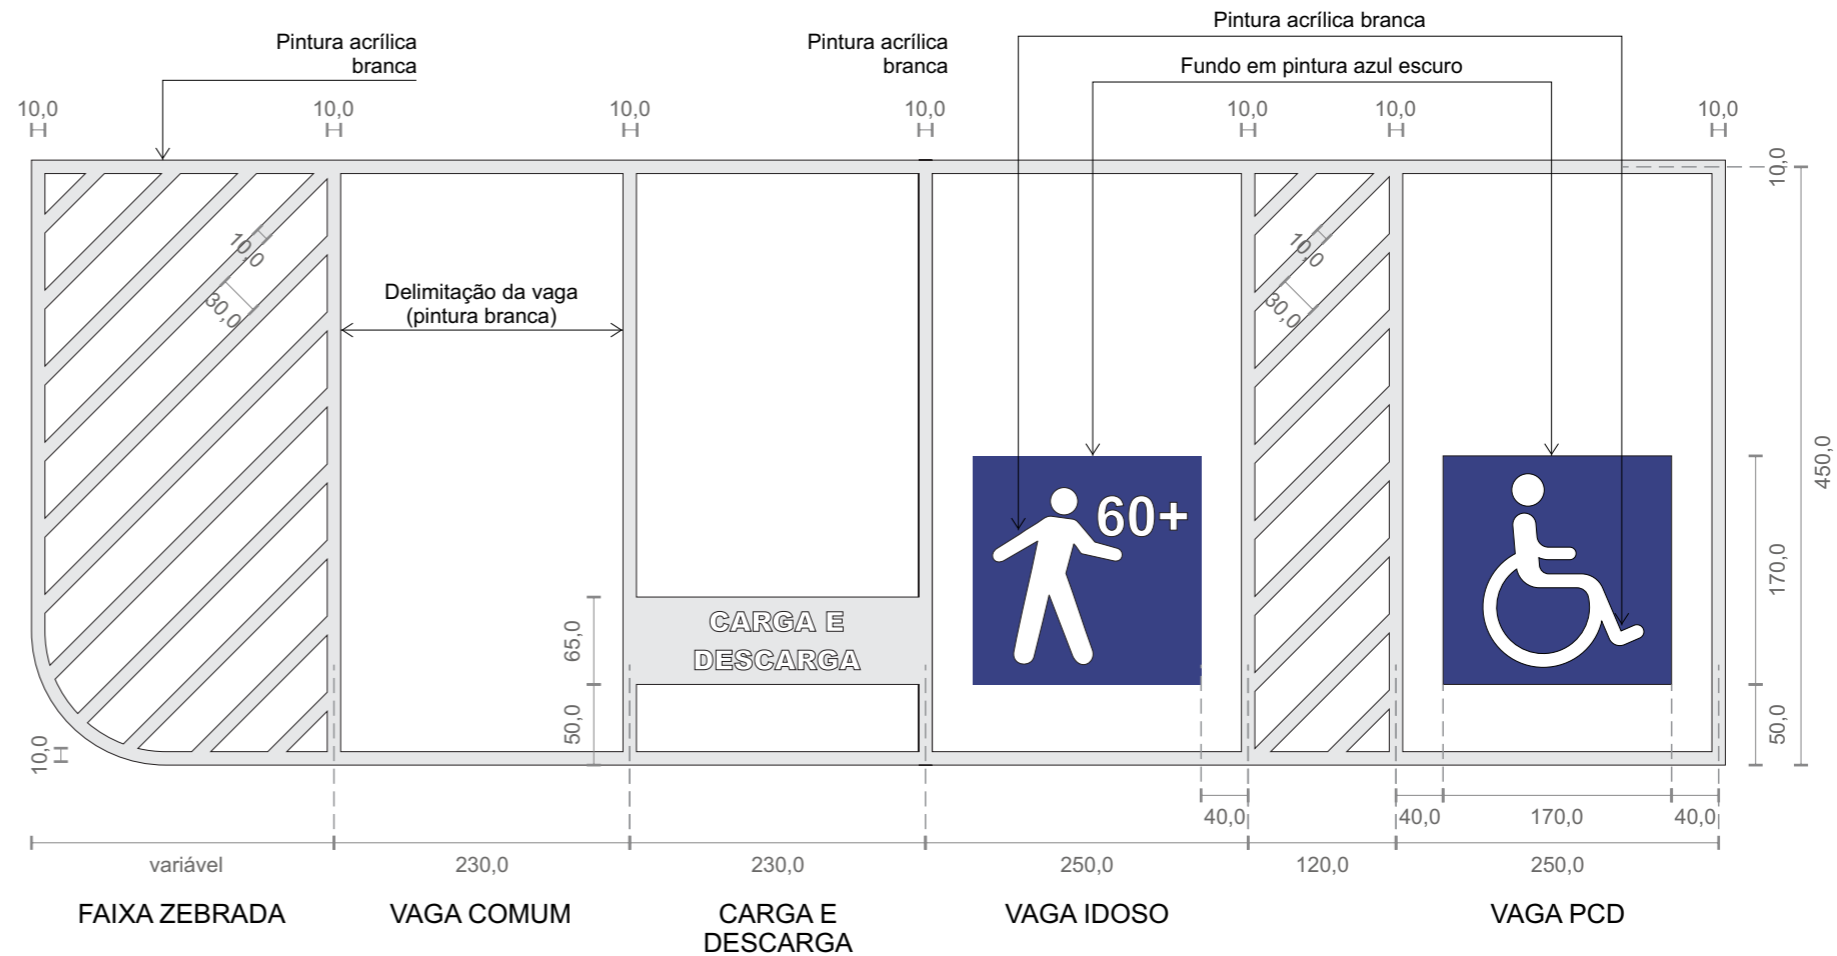 Pintura acrílica branca
Pintura acrílica
branca
Pintura acrílica
branca
Fundo em pintura azul escuro
10,0
10,0
10,0
10,0
10,0
10,0
10,0
10,0
10,0
30,0
10,0
30,0
Delimitação da vaga
(pintura branca)
450,0
60+
170,0
65,0
CARGA E
DESCARGA
50,0
50,0
10,0
40,0
40,0
170,0
40,0
variável
230,0
230,0
250,0
120,0
250,0
FAIXA ZEBRADA
VAGA COMUM
CARGA E
DESCARGA
VAGA IDOSO
VAGA PCD